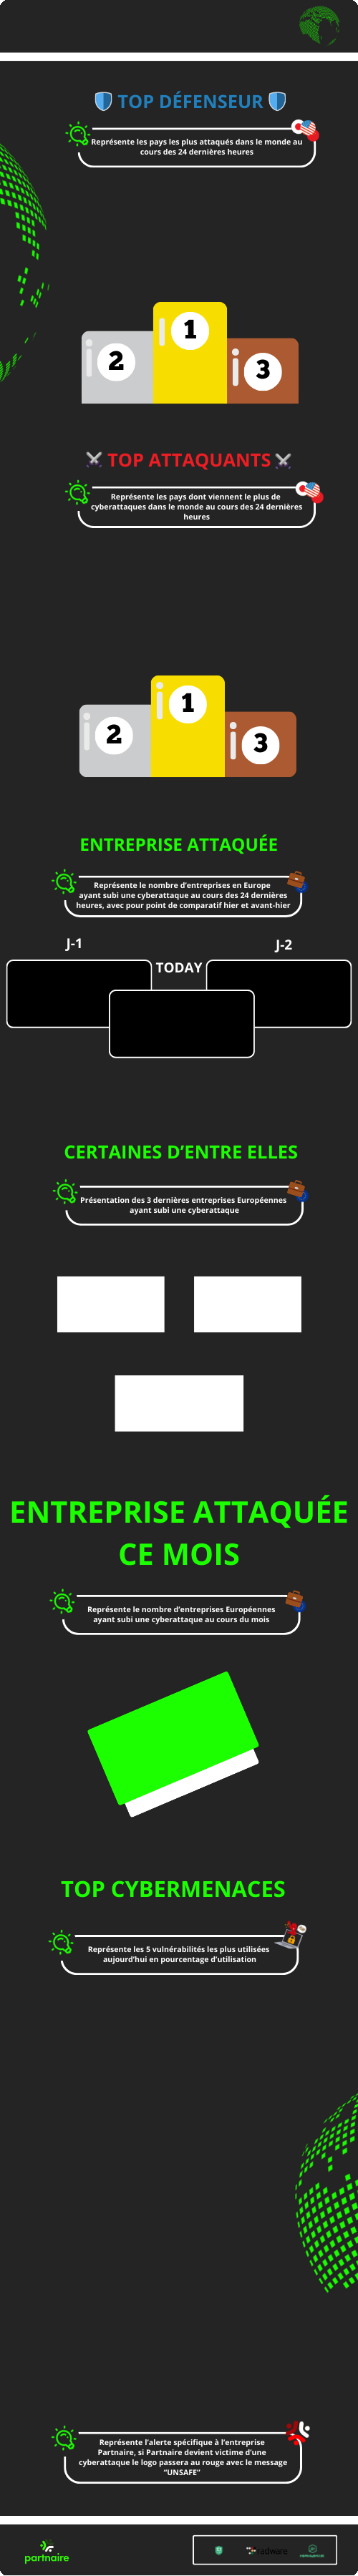 TOP DÉFENSEUR
Représente les pays les plus attaqués dans le monde au
cours des 24 dernières heures
1
2
3
TOP ATTAQUANTS
Représente les pays dont viennent le plus de
cyberattaques dans le monde au cours des 24 dernières
heures
1
2
3
ENTREPRISE ATTAQUÉE
Représente le nombre d'entreprises en Europe
ayant subi une cyberattaque au cours des 24 dernières
heures, avec pour point de comparatif hier et avant-hier
J-1
J-2
TODAY
CERTAINES D'ENTRE ELLES
Présentation des 3 dernières entreprises Européennes
ayant subi une cyberattaque
ENTREPRISE ATTAQUÉE
CE MOIS
Représente le nombre d'entreprises Européennes
ayant subi une cyberattaque au cours du mois
TOP CYBERMENACES
Représente les 5 vulnérabilités les plus utilisées
aujourd'hui en pourcentage d'utilisation
Représente l'alerte spécifique à l'entreprise
Partnaire, si Partnaire devient victime d'une
cyberattaque le logo passera au rouge avec le message
"UNSAFE"
partnaire